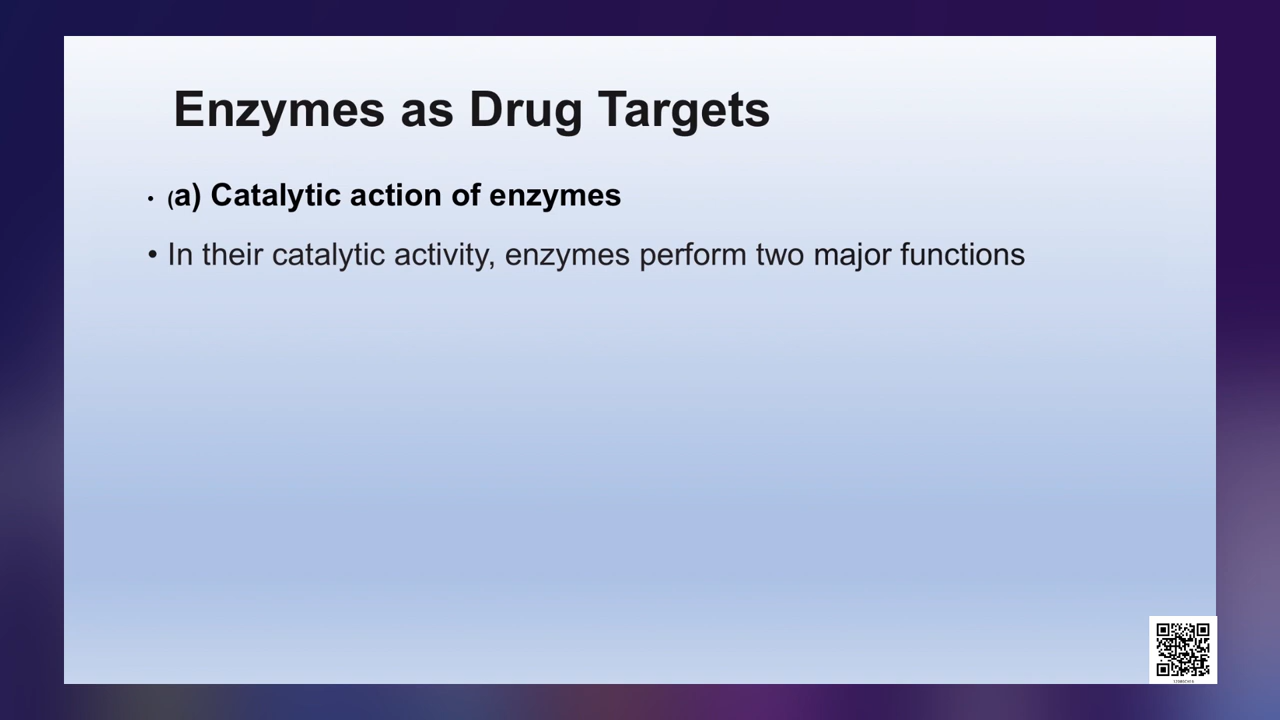 Enzymes as Drug Targets
• (a) Catalytic action of enzymes
• In their catalytic activity, enzymes perform two major functions